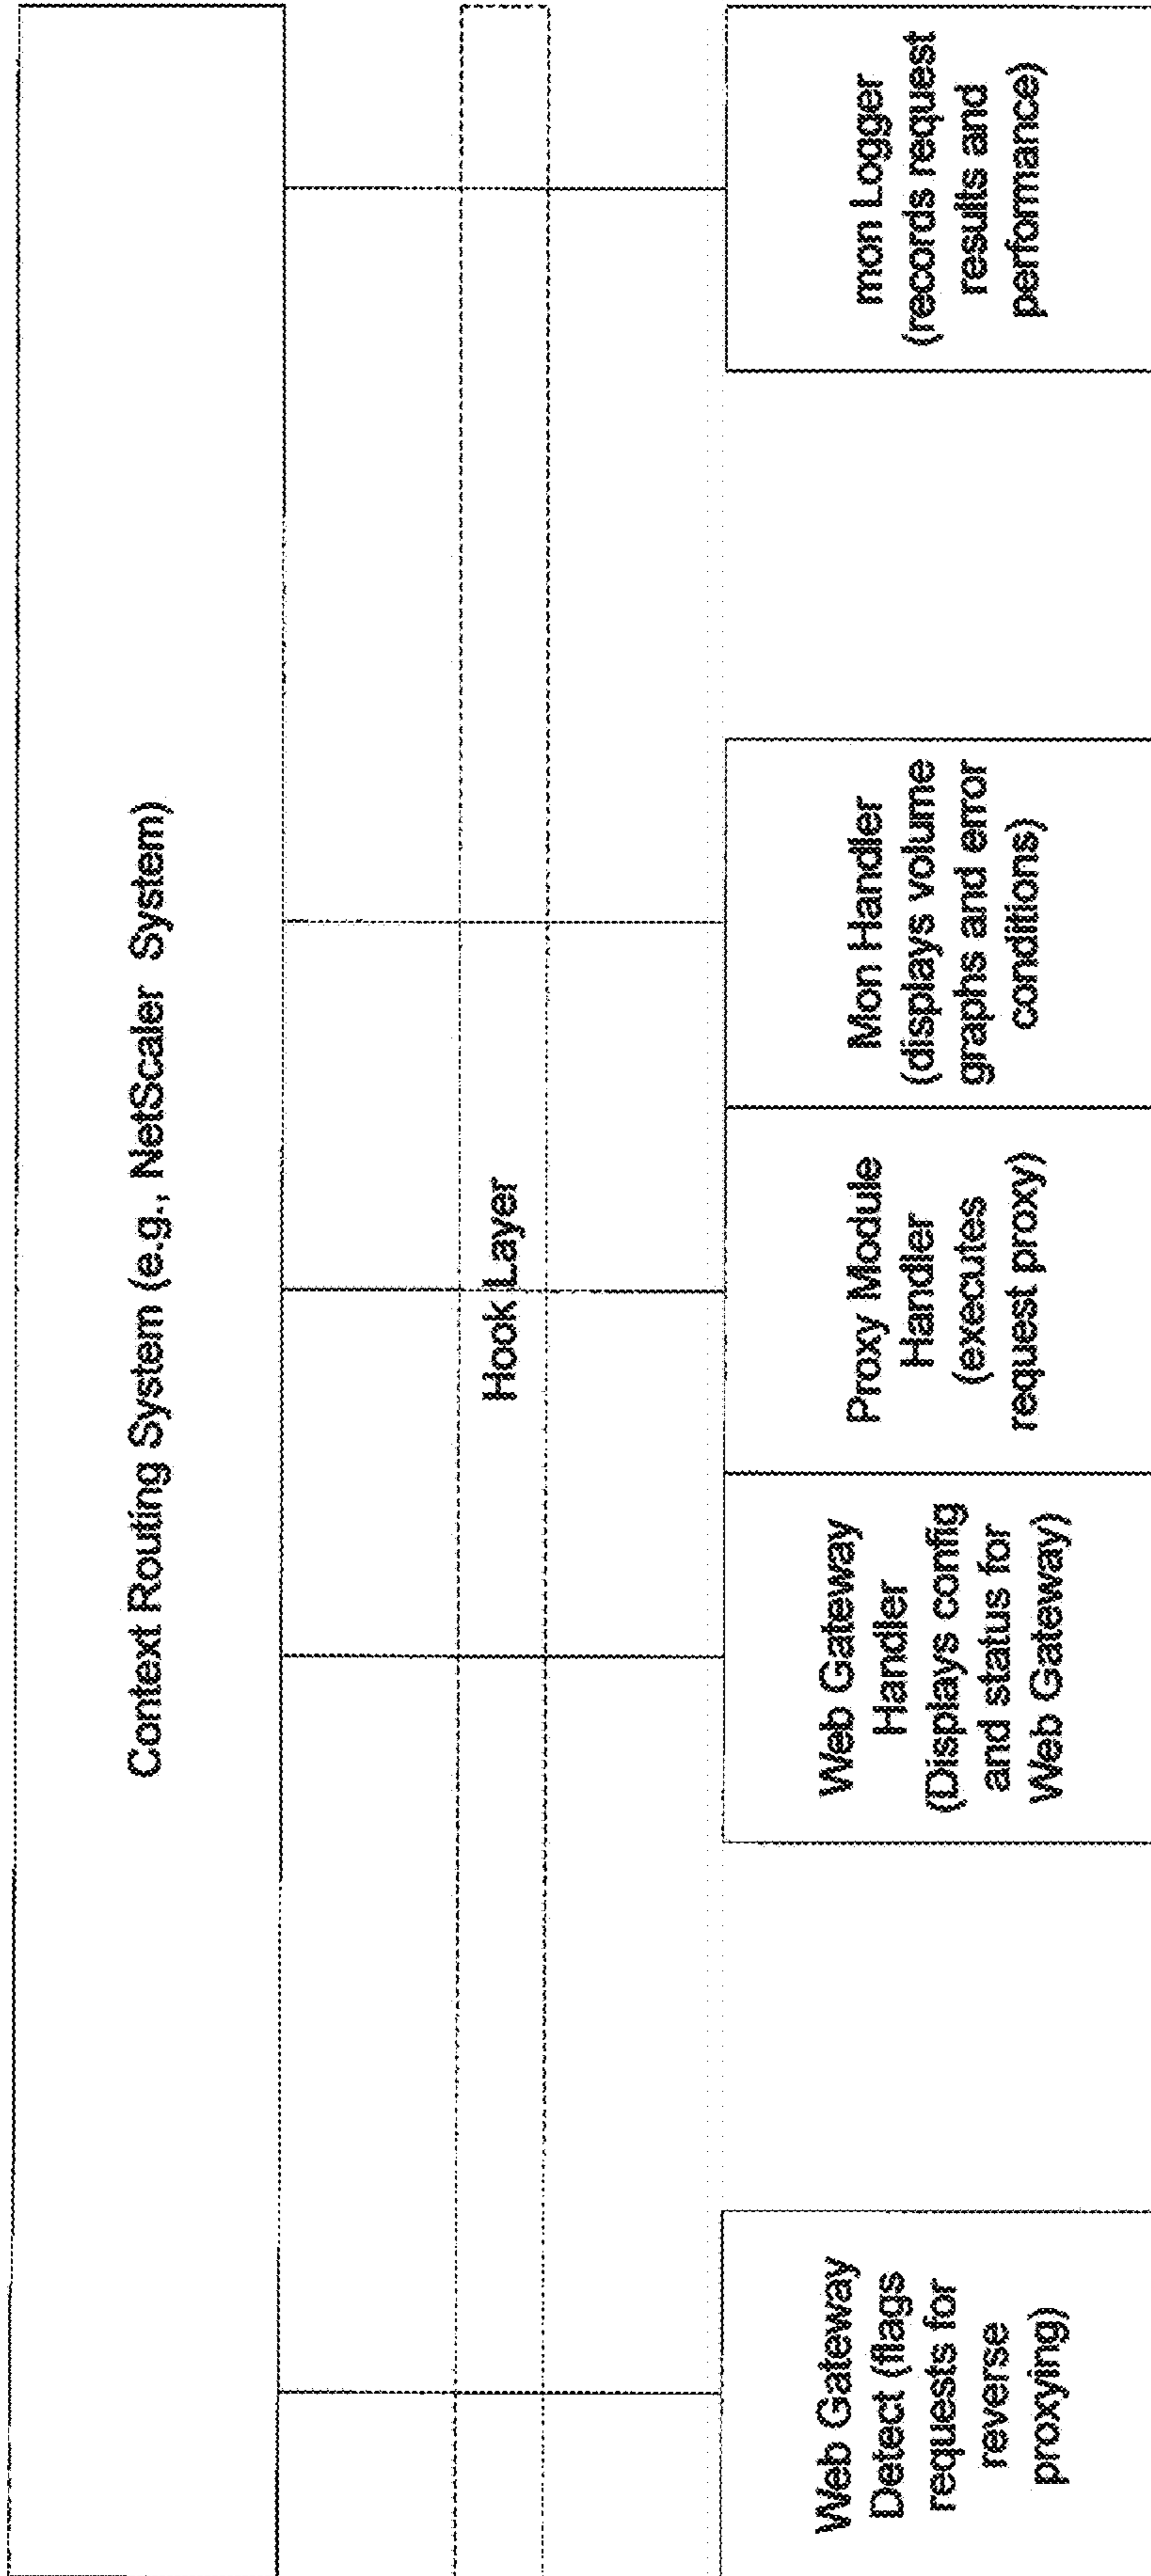 Context Routing System (e.g., NetScaler System)
Hook Layer
Web Gateway
Detect (flags
requests for
reverse
proxying)
Web Gateway
Handler
(Displays config
and status for
Web Gateway)
Proxy Module
Handler
(executes
request proxy)
Mon Handler
(displays volume
graphs and error
conditions)
mon Logger
(records request
results and
performance)